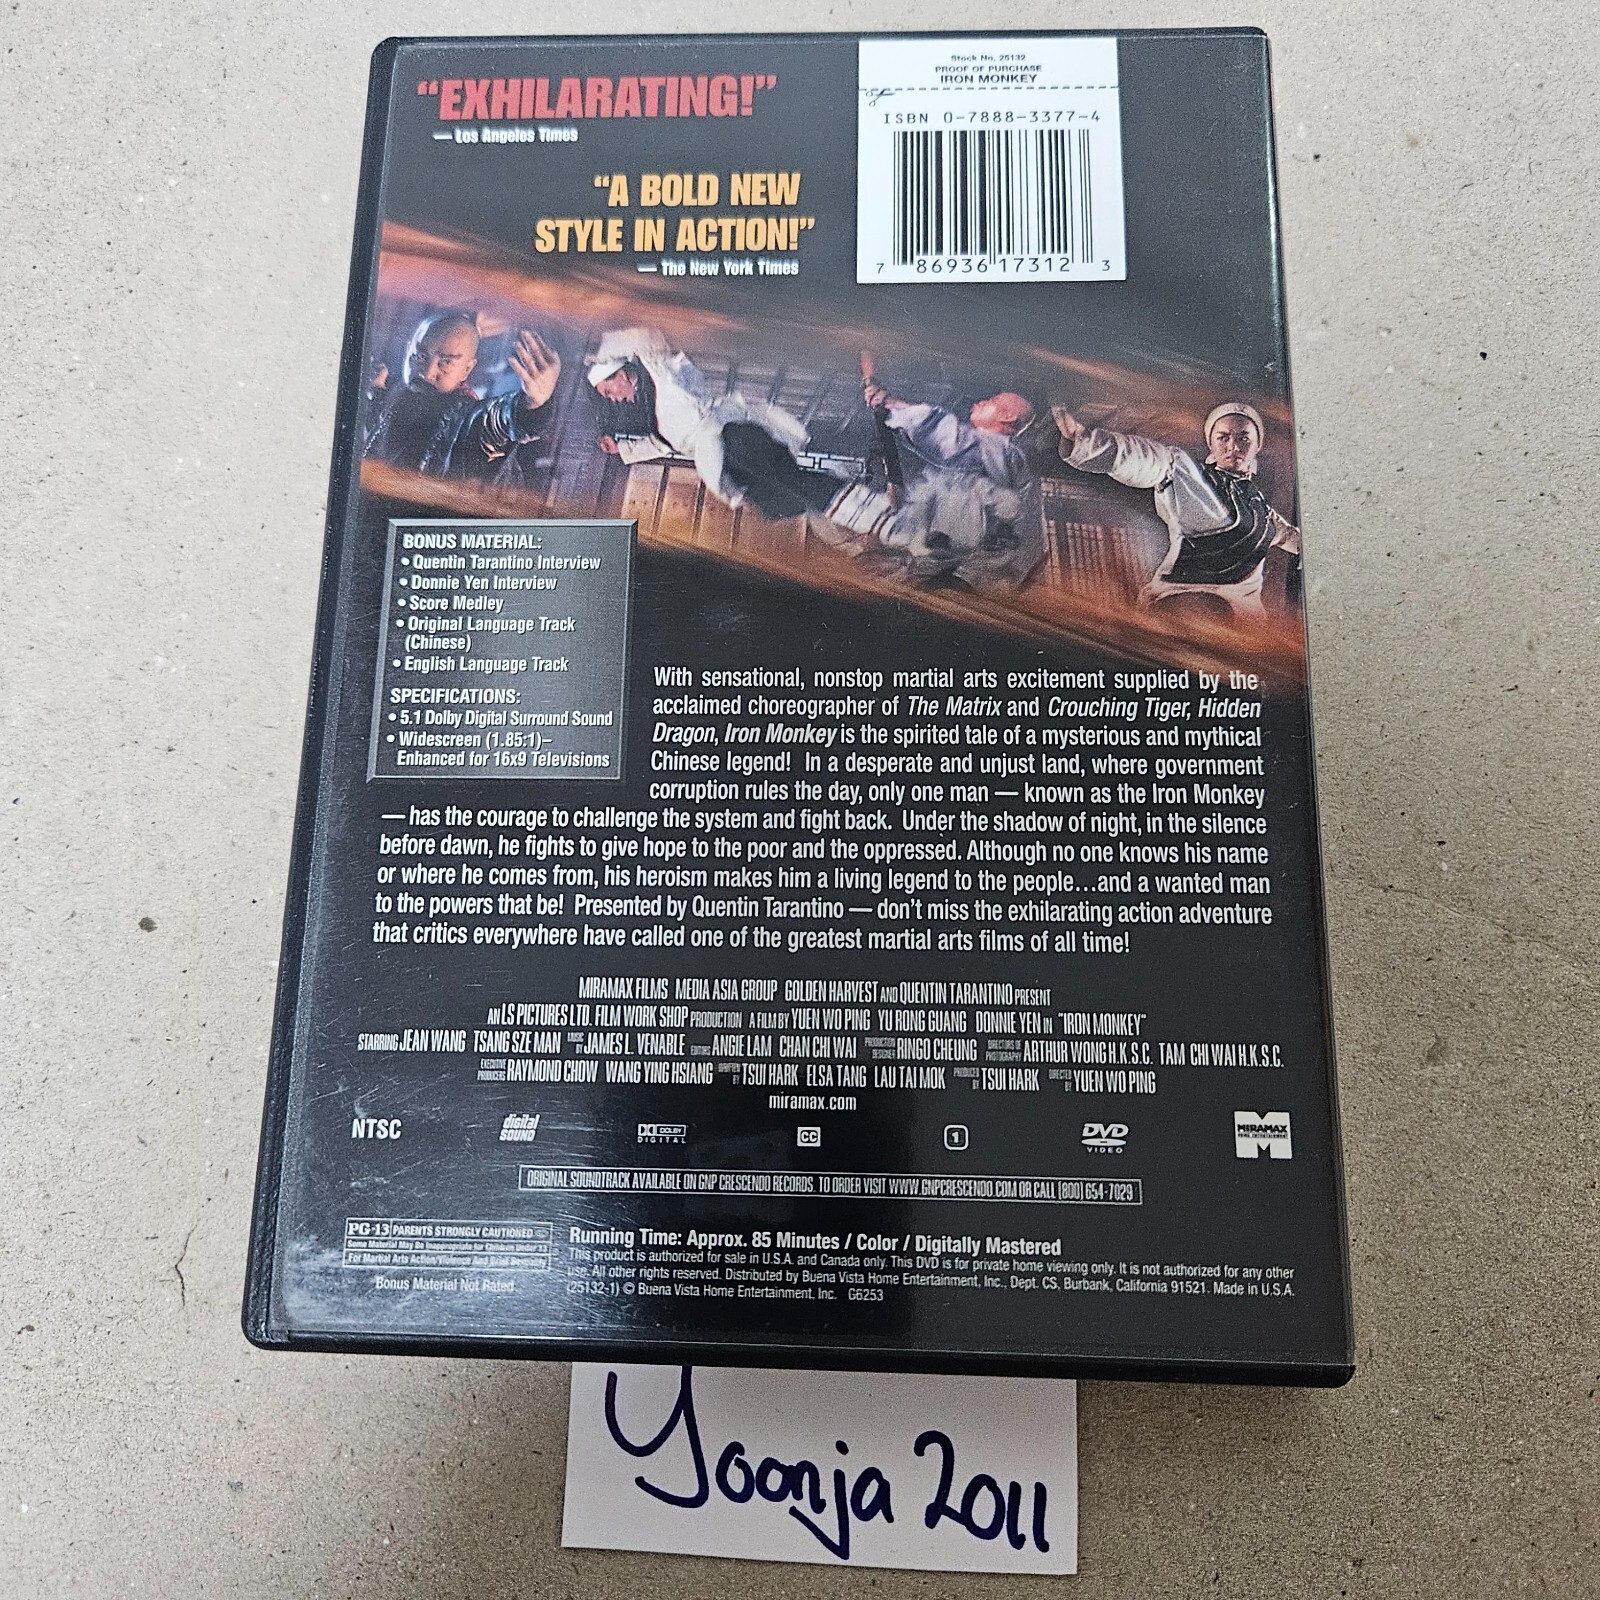 “EXHILARATING!”
— Los Angeles Times
“A BOLD NEW
STYLE IN ACTION!”
— The New York Times
Stock No. 25132
PROOF OF PURCHASE
IRON MONKEY
ISBN 0-7888-3377-4
7 86936 17312 3
BONUS MATERIAL:
• Quentin Tarantino Interview
• Donnie Yen Interview
• Score Medley
• Original Language Track
(Chinese)
• English Language Track
SPECIFICATIONS:
• 5.1 Dolby Digital Surround Sound
• Widescreen (1.85:1)–
Enhanced for 16x9 Televisions
With sensational, nonstop martial arts excitement supplied by the
acclaimed choreographer of The Matrix and Crouching Tiger, Hidden
Dragon, Iron Monkey is the spirited tale of a mysterious and mythical
Chinese legend! In a desperate and unjust land, where government
corruption rules the day, only one man — known as the Iron Monkey
— has the courage to challenge the system and fight back. Under the shadow of night, in the silence
before dawn, he fights to give hope to the poor and the oppressed. Although no one knows his name
or where he comes from, his heroism makes him a living legend to the people...and a wanted man
to the powers that be! Presented by Quentin Tarantino — don’t miss the exhilarating action adventure
that critics everywhere have called one of the greatest martial arts films of all time!
MIRAMAX FILMS MEDIA ASIA GROUP GOLDEN HARVEST AND QUENTIN TARANTINO PRESENT
AN LS PICTURES LTD. FILM WORK SHOP PRODUCTION A FILM BY YUEN WO PING YU RONG GUANG DONNIE YEN IN "IRON MONKEY"
STARRING JEAN WANG TSANG SZE MAN MUSIC BY JAMES L. VENABLE EDITORS ANGIE LAM CHAN CHI WAI PRODUCTION DESIGNER RINGO CHEUNG DIRECTORS OF PHOTOGRAPHY ARTHUR WONG H.K.S.C. TAM CHI WAI H.K.S.C.
EXECUTIVE PRODUCERS RAYMOND CHOW WANG YING HSIANG WRITTEN BY TSUI HARK ELSA TANG LAU TAI MOK PRODUCED BY TSUI HARK DIRECTED BY YUEN WO PING
miramax.com
NTSC
digital SOUND
DOLBY DIGITAL
CC
1
DVD VIDEO
MIRAMAX HOME ENTERTAINMENT
ORIGINAL SOUNDTRACK AVAILABLE ON GNP CRESCENDO RECORDS. TO ORDER VISIT WWW.GNPCRESCENDO.COM OR CALL (800) 654-7029
PG-13 PARENTS STRONGLY CAUTIONED
Some Material May Be Inappropriate for Children Under 13
For Martial Arts Action/Violence And Brief Sexuality
Bonus Material Not Rated.
Running Time: Approx. 85 Minutes / Color / Digitally Mastered
This product is authorized for sale in U.S.A. and Canada only. This DVD is for private home viewing only. It is not authorized for any other
use. All other rights reserved. Distributed by Buena Vista Home Entertainment, Inc., Dept. CS, Burbank, California 91521. Made in U.S.A.
(25132-1) © Buena Vista Home Entertainment, Inc. G6253
Yoonja 2011